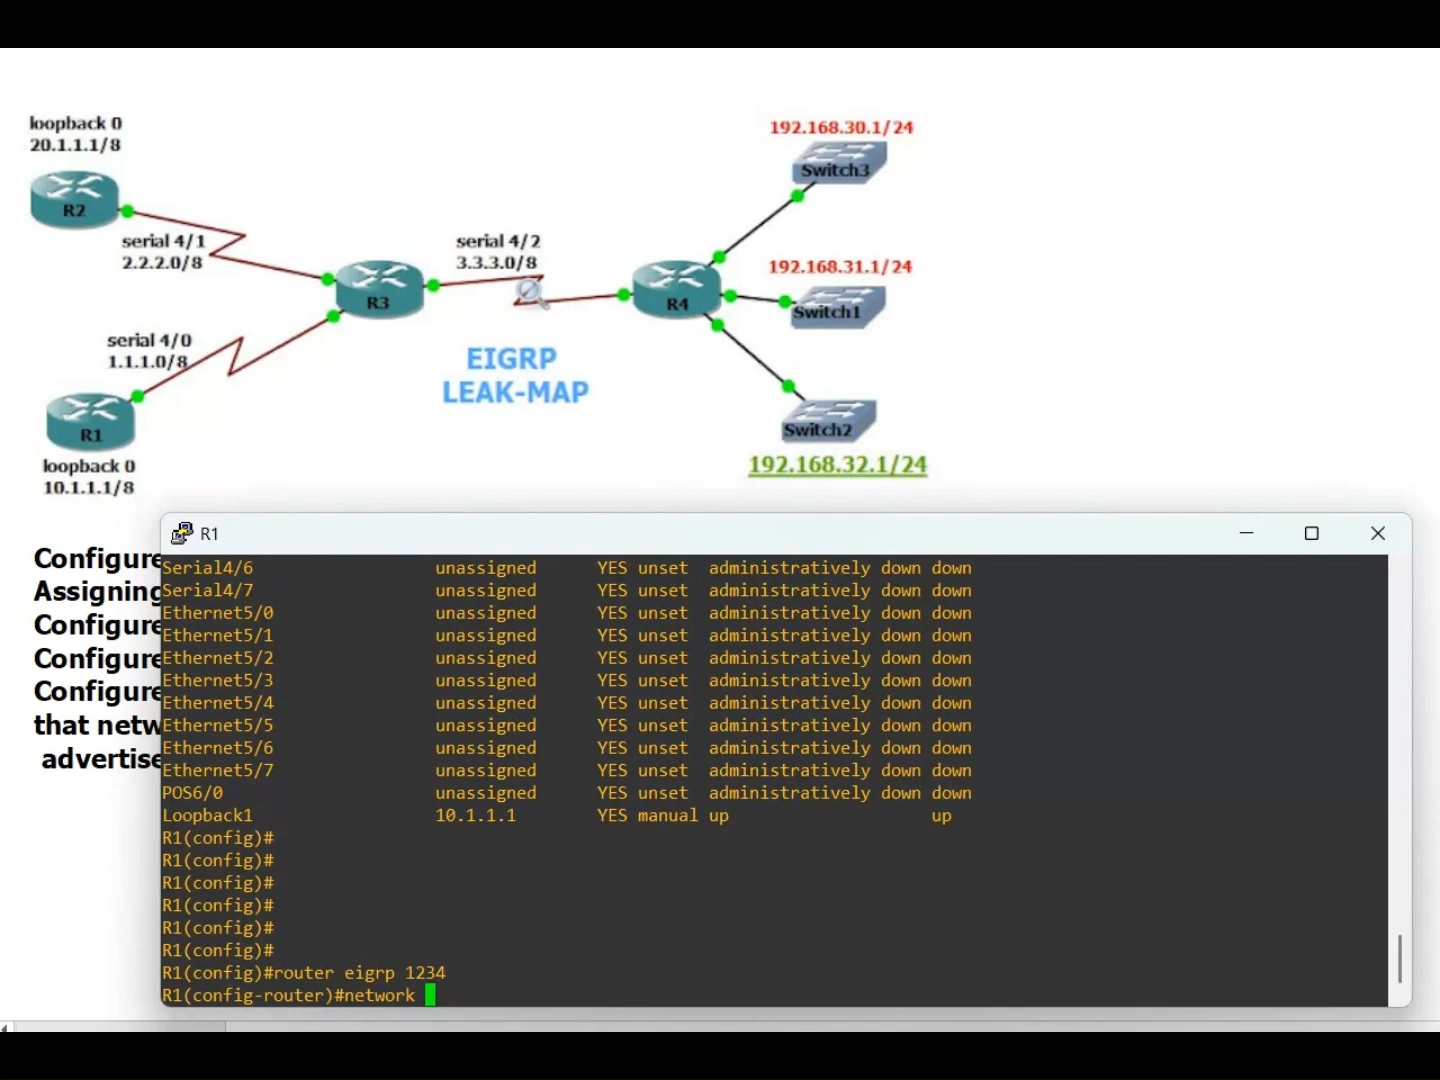 loopback 0
20.1.1.1/8
R2
serial 4/1
2.2.2.0/8
serial 4/0
1.1.1.0/8
R1
loopback 0
10.1.1.1/8
R3
serial 4/2
3.3.3.0/8
EIGRP
LEAK-MAP
R4
192.168.30.1/24
Switch3
192.168.31.1/24
Switch1
Switch2
192.168.32.1/24
Configure
Assigning
Configure
Configure
Configure
that netw
advertise
R1
Serial4/6 unassigned YES unset administratively down down
Serial4/7 unassigned YES unset administratively down down
Ethernet5/0 unassigned YES unset administratively down down
Ethernet5/1 unassigned YES unset administratively down down
Ethernet5/2 unassigned YES unset administratively down down
Ethernet5/3 unassigned YES unset administratively down down
Ethernet5/4 unassigned YES unset administratively down down
Ethernet5/5 unassigned YES unset administratively down down
Ethernet5/6 unassigned YES unset administratively down down
Ethernet5/7 unassigned YES unset administratively down down
POS6/0 unassigned YES unset administratively down down
Loopback1 10.1.1.1 YES manual up up
R1(config)#
R1(config)#
R1(config)#
R1(config)#
R1(config)#
R1(config)#
R1(config)#router eigrp 1234
R1(config-router)#network